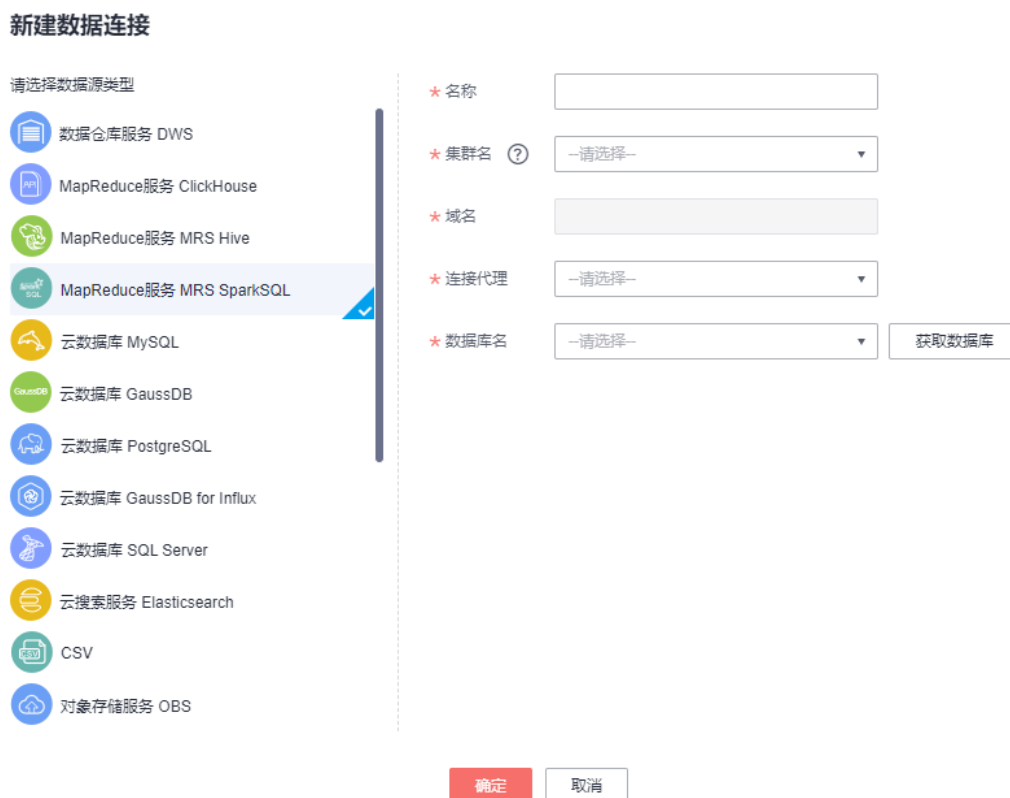 新建数据连接
请选择数据源类型
数据仓库服务 DWS
API
MapReduce服务 ClickHouse
MapReduce服务 MRS Hive
Spark
SQL
MapReduce服务 MRS SparkSQL
云数据库 MySQL
GaussDB
云数据库 GaussDB
云数据库 PostgreSQL
云数据库 GaussDB for Influx
云数据库 SQL Server
云搜索服务 Elasticsearch
CSV
CSV
对象存储服务 OBS
* 名称
* 集群名 ?
--请选择--
* 域名
* 连接代理
--请选择--
* 数据库名
--请选择--
获取数据库
确定
取消